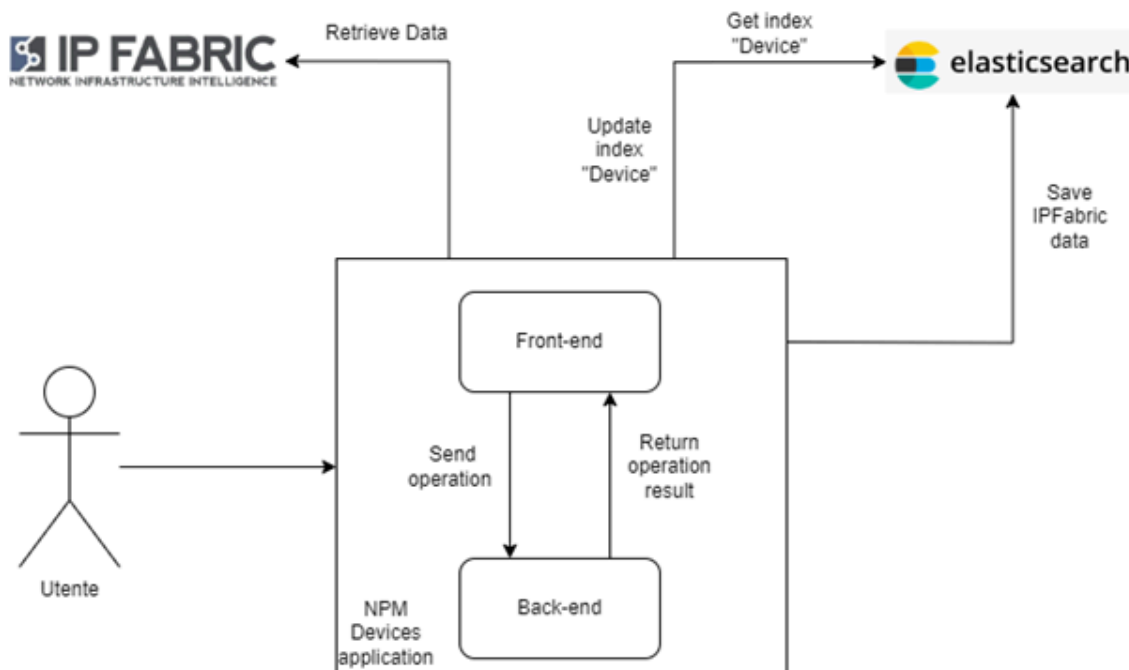 IP FABRIC
NETWORK INFRASTRUCTURE INTELLIGENCE
Retrieve Data
Get index
"Device"
elasticsearch
Update
index
"Device"
Save
IPFabric
data
Front-end
Send
operation
Return
operation
result
Utente
Back-end
NPM
Devices
application